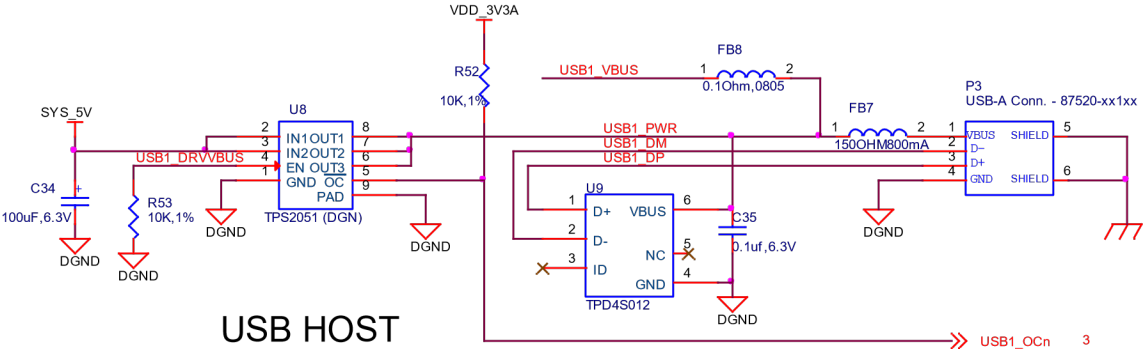 VDD_3V3A
FB8
USB1_VBUS 1 2
R52
0.1Ohm,0805
P3
10K,1%
USB-A Conn. - 87520-xx1xx
SYS_5V
U8
FB7
2 IN1 OUT1 8
USB1_PWR 1 2 1 VBUS SHIELD 5
3 IN2 OUT2 7
USB1_DM 150OHM800mA 2 D-
USB1_DRVVBUS 4 EN OUT3 6
USB1_DP 3 D+
1 GND OC 5
4 GND SHIELD 6
C34 + PAD 9
U9
R53
100uF,6.3V 10K,1%
TPS2051 (DGN)
1 D+ VBUS 6
C35
DGND DGND DGND
2 D-
0.1uf,6.3V
NC 5
DGND
3 ID
DGND
GND 4
TPD4S012
DGND
USB HOST
USB1_OCn 3